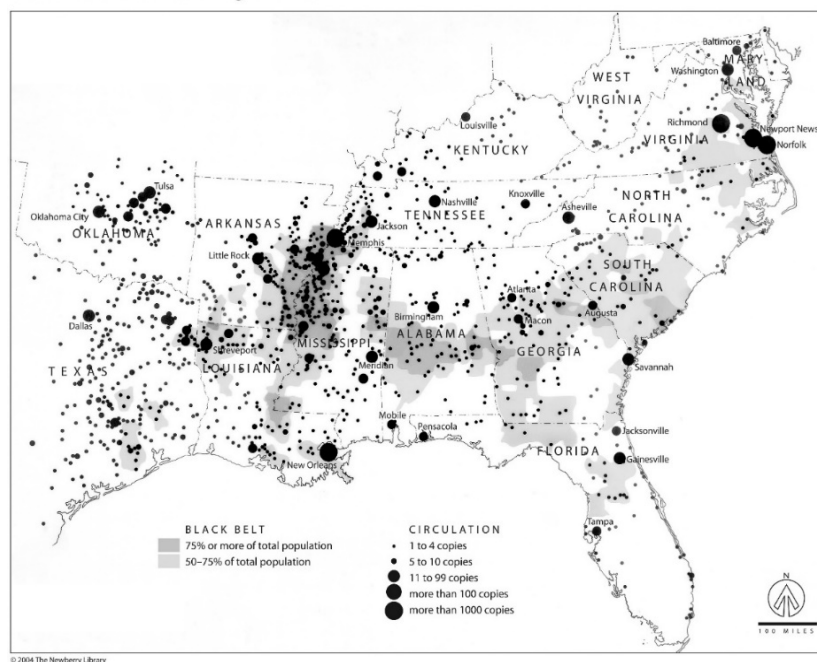 Baltimore
MARY-
LAND
Washington
WEST
VIRGINIA
Louisville
Richmond
Newport News
VIRGINIA
Norfolk
KENTUCKY
Tulsa
Nashville
Knoxville
NORTH
CAROLINA
Oklahoma City
OKLAHOMA
ARKANSAS
TENNESSEE
Asheville
Jackson
Memphis
Little Rock
SOUTH
CAROLINA
Atlanta
Birmingham
Augusta
Dallas
Macon
ALABAMA
Shreveport
MISSISSIPPI
GEORGIA
TEXAS
LOUISIANA
Meridian
Savannah
Mobile
Pensacola
Jacksonville
FLORIDA
New Orleans
Gainesville
Tampa
BLACK BELT
75% or more of total population
50–75% of total population
CIRCULATION
1 to 4 copies
5 to 10 copies
11 to 99 copies
more than 100 copies
more than 1000 copies
N
100 MILES
© 2004 The Newberry Library